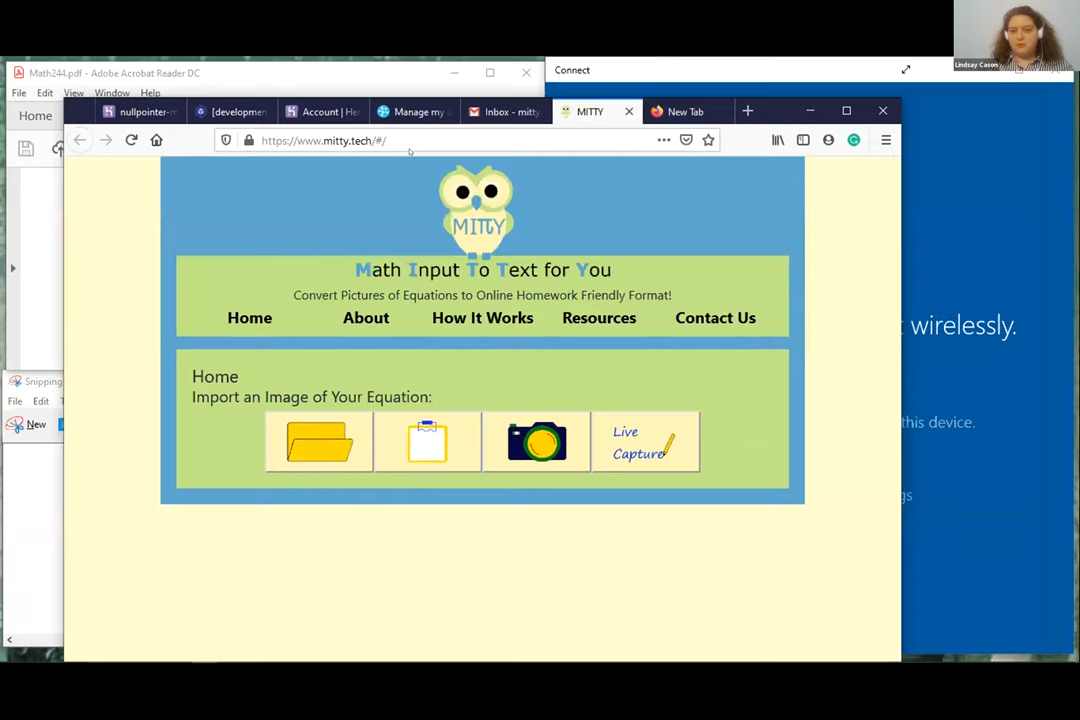 Lindsay Cason
Math244.pdf - Adobe Acrobat Reader DC
Connect
File Edit View Window Help
Home
nullpointer-m
[developmen
Account | He
Manage my
Inbox - mitty
MITTY
New Tab
https://www.mitty.tech/#/
MITTY
Math Input To Text for You
Convert Pictures of Equations to Online Homework Friendly Format!
Home About How It Works Resources Contact Us
wirelessly.
Home
Import an Image of Your Equation:
Snipping
File Edit
New
Live
Capture
this device.